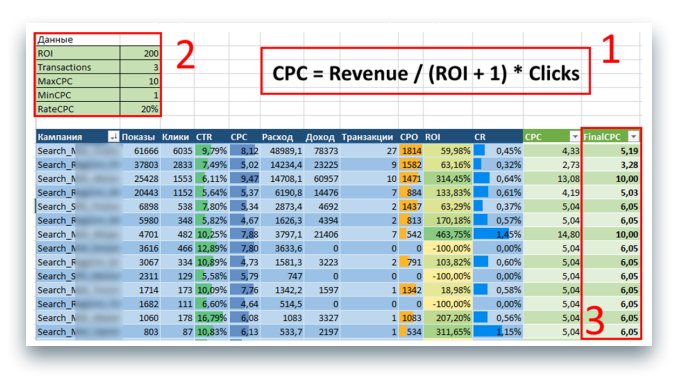 Данные
ROI 200
Transactions 3
MaxCPC 10
MinCPC 1
RateCPC 20%
2
1
CPC = Revenue / (ROI + 1) * Clicks
Кампания Показы Клики CTR CPC Расход Доход Транзакции CPO ROI CR CPC FinalCPC
Search_M 61666 6035 9,79% 8,12 48989,1 78373 27 1814 59,98% 0,45% 4,33 5,19
Search_R 37803 2833 7,49% 5,02 14234,4 23225 9 1582 63,16% 0,32% 2,73 3,28
Search_M 25428 1553 6,11% 9,47 14708,1 60957 10 1471 314,45% 0,64% 13,08 10,00
Search_R 20443 1152 5,64% 5,37 6190,8 14476 7 884 133,83% 0,61% 4,19 5,03
Search_S 6898 538 7,80% 5,34 2873,4 4692 2 1437 63,29% 0,37% 5,04 6,05
Search_R 5980 348 5,82% 4,67 1626,3 4394 2 813 170,18% 0,57% 5,04 6,05
Search_M 4701 482 10,25% 7,88 3797,1 21406 7 542 463,75% 1,45% 14,80 10,00
Search_M 3616 466 12,89% 7,80 3633,6 0 0 0 -100,00% 0,00% 5,04 6,05
Search_R 3067 334 10,89% 4,73 1581,3 3223 2 791 103,82% 0,60% 5,04 6,05
Search_S 2311 129 5,58% 5,79 747 0 0 0 -100,00% 0,00% 5,04 6,05
Search_M 1714 173 10,09% 7,76 1342,2 1597 1 1342 18,98% 0,58% 5,04 6,05
Search_R 1682 111 6,60% 4,64 514,5 0 0 0 -100,00% 0,00% 5,04 6,05
Search_M 1060 178 16,79% 6,08 1083 3327 1 1083 207,20% 0,56% 5,04 6,05
Search_M 803 87 10,83% 6,13 533,7 2197 1 534 311,65% 1,15% 5,04 6,05
3